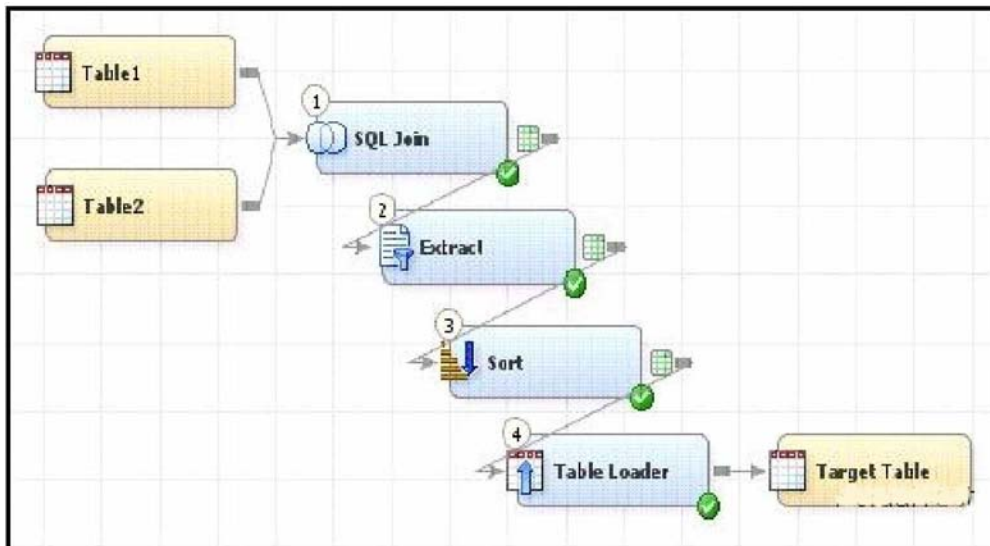 Table1
1
SQL Join
Table2
2
Extract
3
Sort
4
Table Loader
Target Table